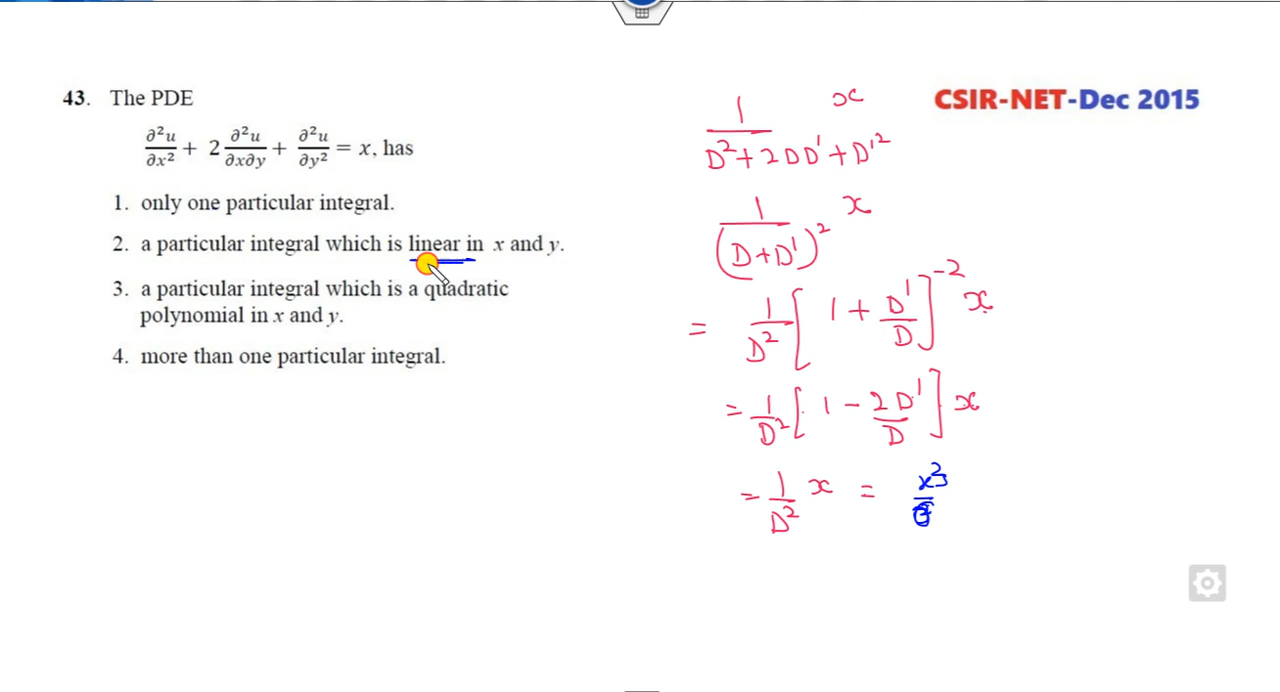 43. The PDE
∂²u/∂x² + 2 ∂²u/∂x∂y + ∂²u/∂y² = x, has
1. only one particular integral.
2. a particular integral which is linear in x and y.
3. a particular integral which is a quadratic
polynomial in x and y.
4. more than one particular integral.
CSIR-NET-Dec 2015
1/(D²+2DD'+D'²) x
1/(D+D')² x
= 1/D² [1 + D'/D]⁻² x
= 1/D² [1 - 2D'/D] x
= 1/D² x = x³/6